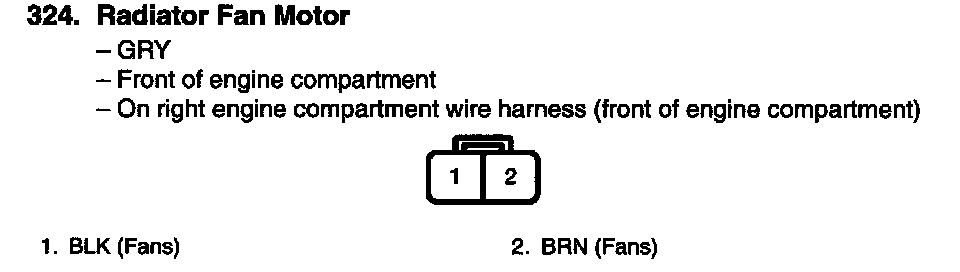 324. Radiator Fan Motor
– GRY
– Front of engine compartment
– On right engine compartment wire harness (front of engine compartment)
1 2
1. BLK (Fans) 2. BRN (Fans)